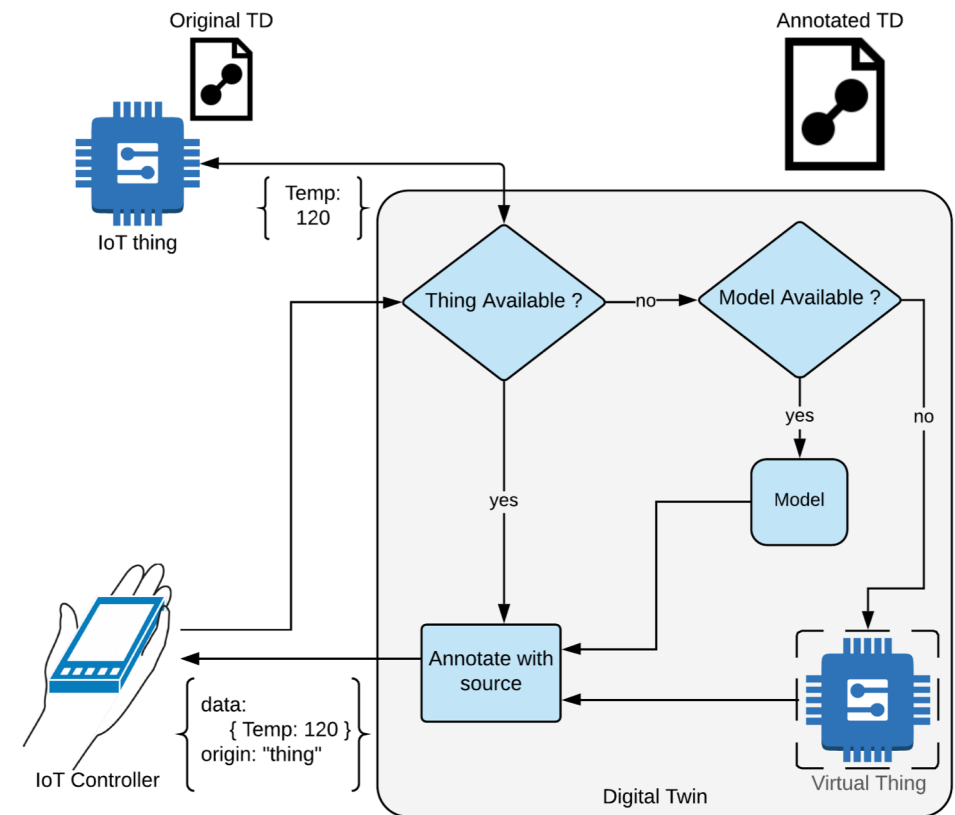 Original TD
Annotated TD
{ Temp:
120 }
IoT thing
Thing Available ?
no
Model Available ?
yes
no
Model
yes
Annotate with
source
data:
{ Temp: 120 }
origin: "thing"
IoT Controller
Virtual Thing
Digital Twin